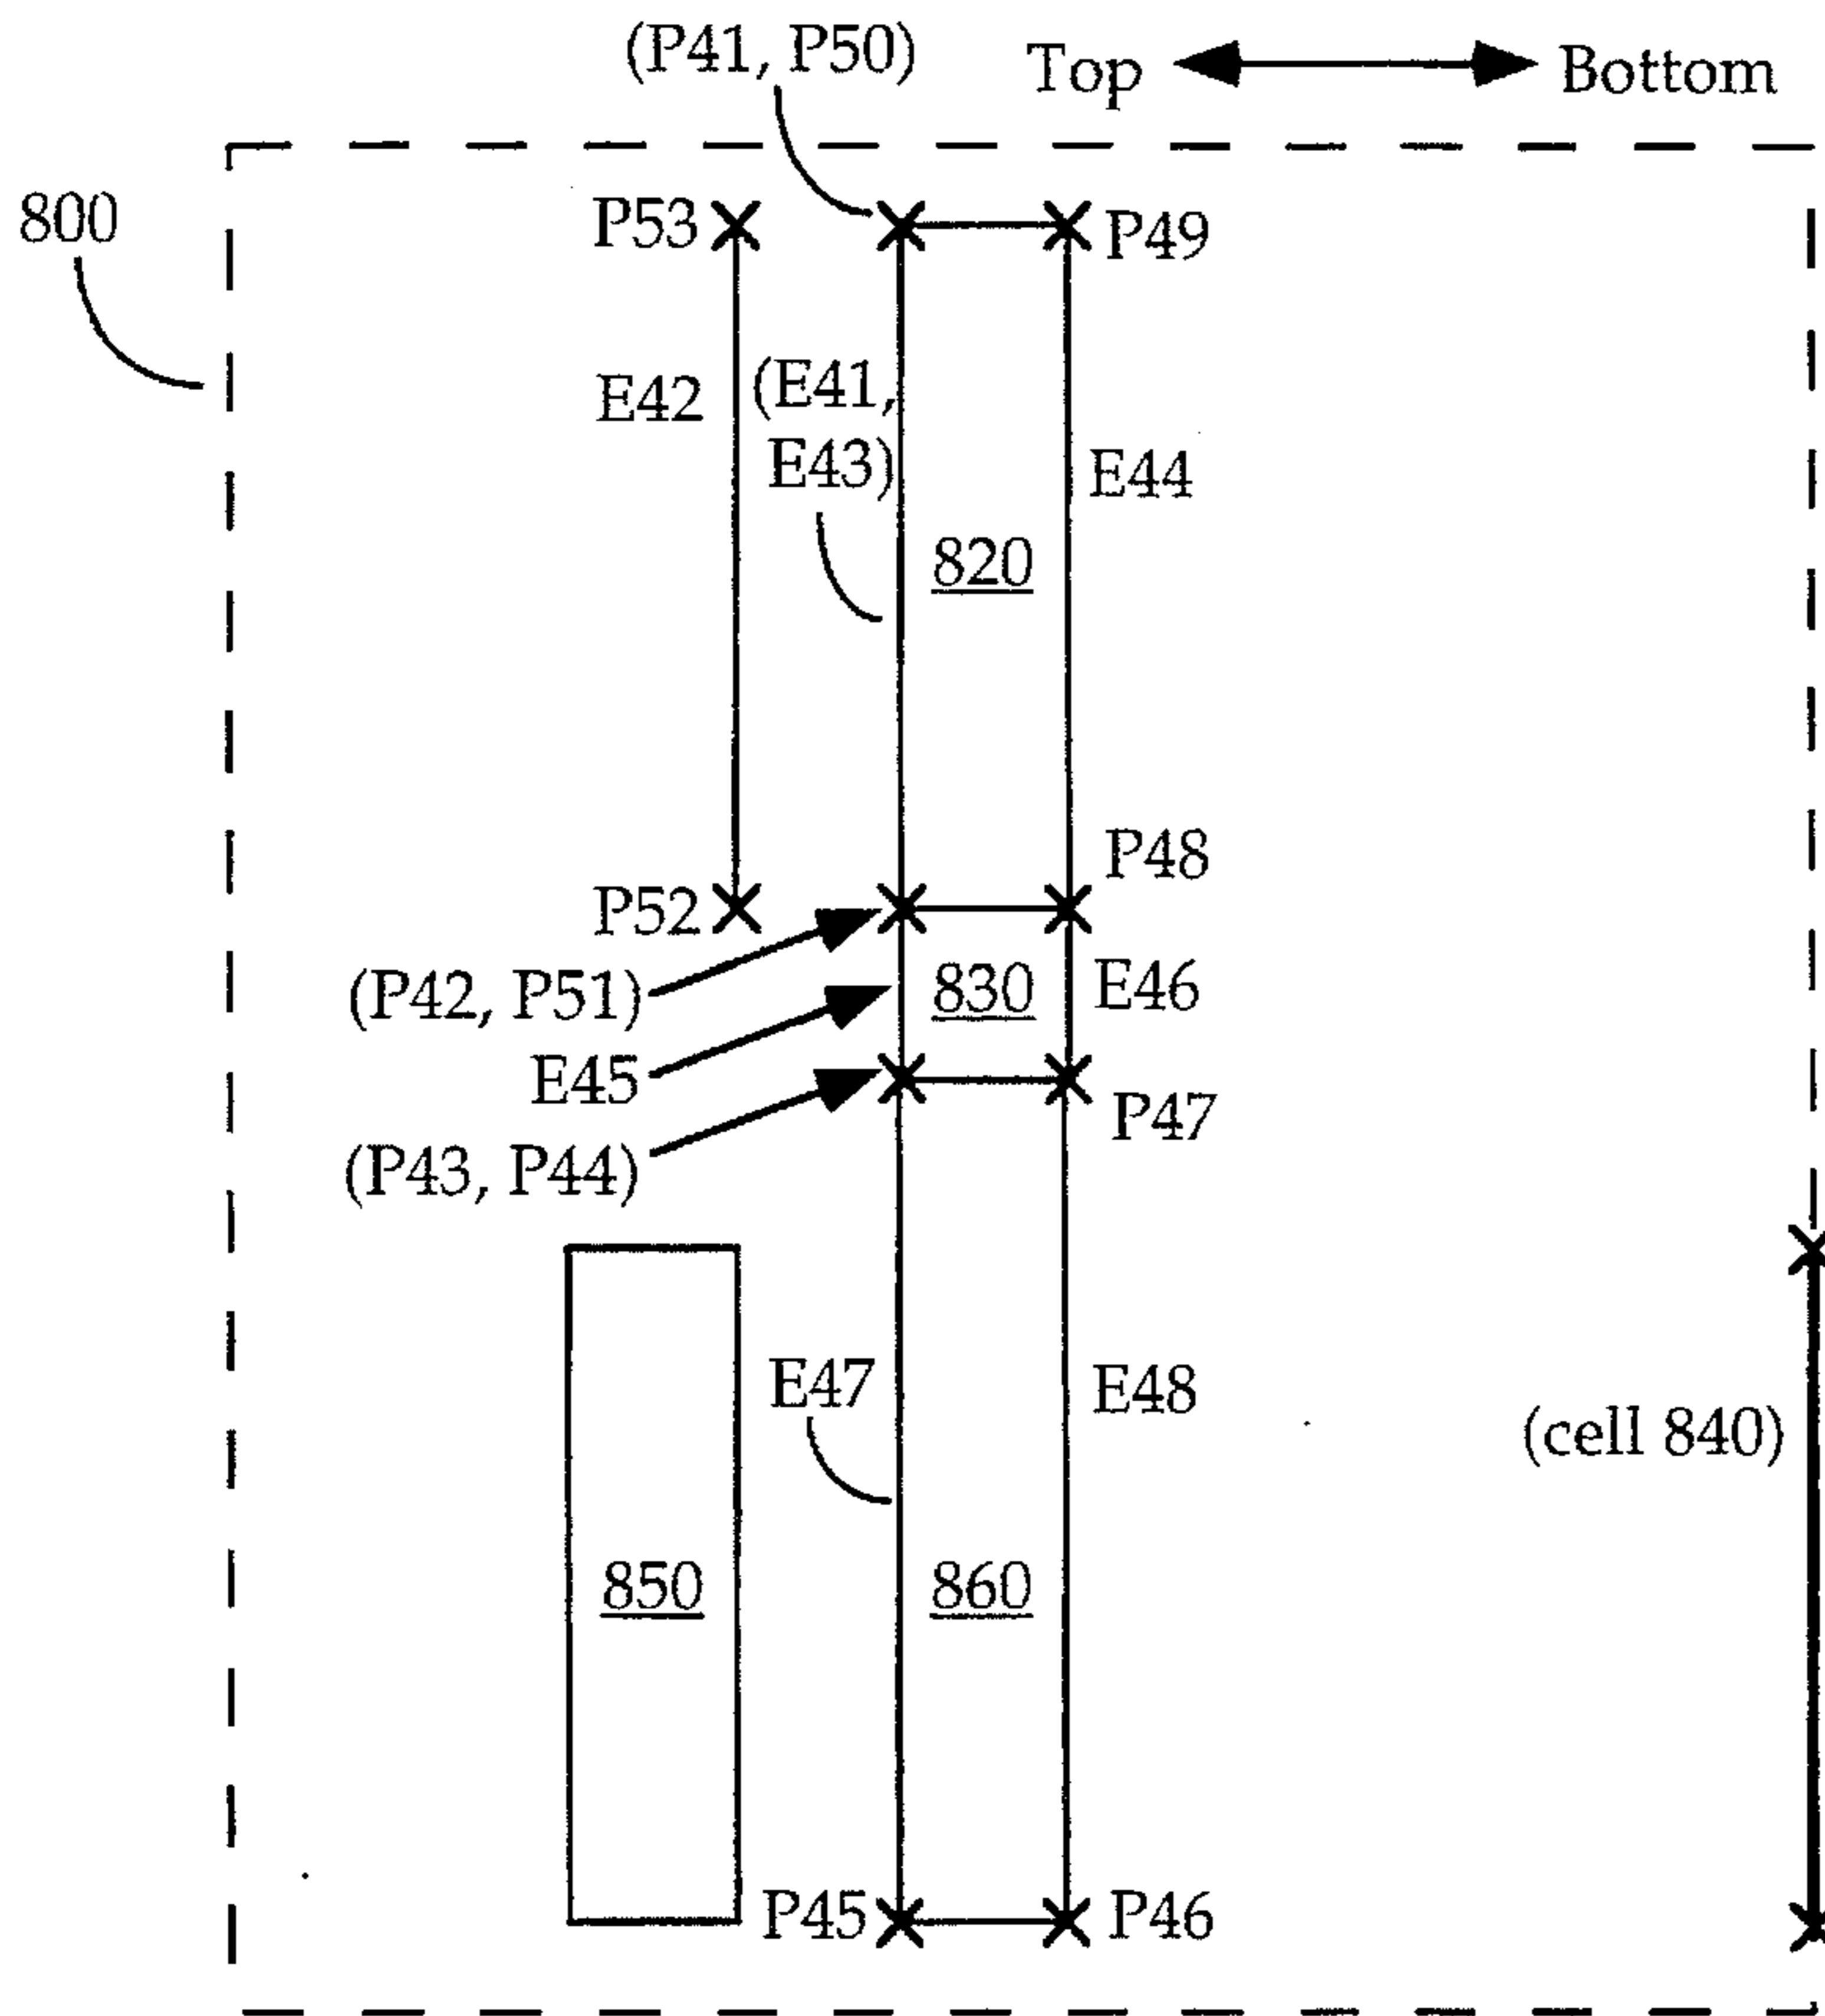 (P41, P50)
Top
Bottom
800
P53
P49
E42
(E41,
E43)
E44
820
P48
P52
(P42, P51)
830
E46
E45
P47
(P43, P44)
E47
E48
(cell 840)
850
860
P45
P46